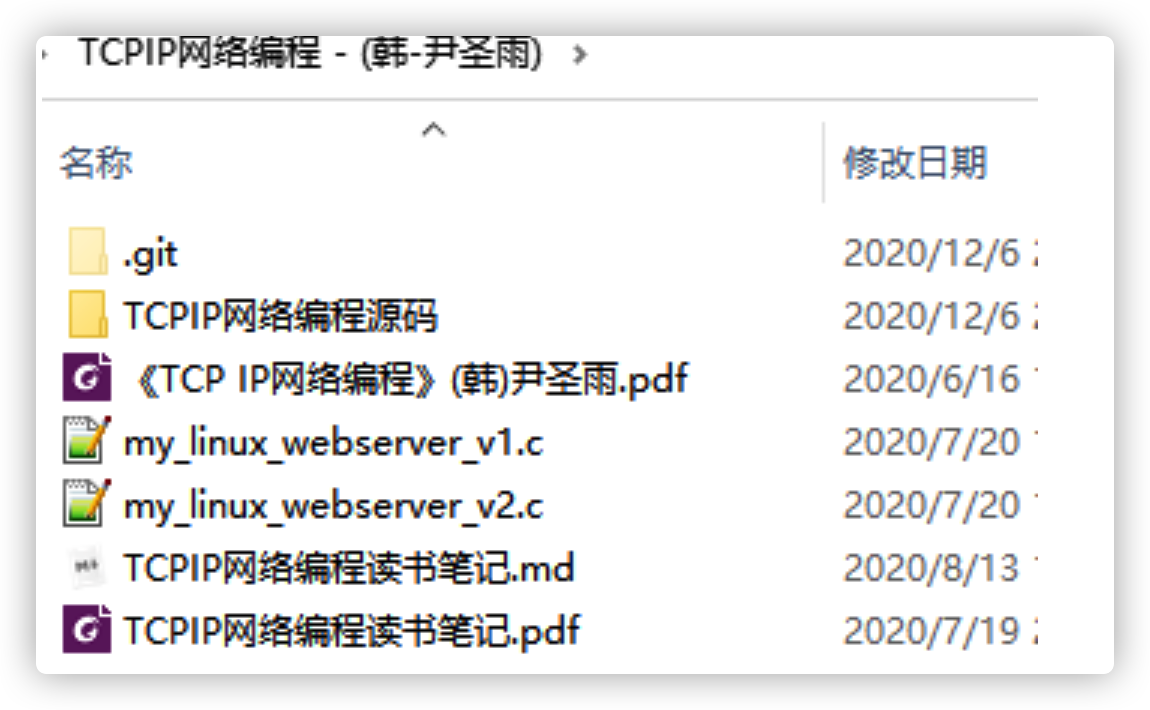 TCPIP网络编程 - (韩-尹圣雨)
名称 修改日期
.git 2020/12/6
TCPIP网络编程源码 2020/12/6
《TCP IP网络编程》(韩)尹圣雨.pdf 2020/6/16
my_linux_webserver_v1.c 2020/7/20
my_linux_webserver_v2.c 2020/7/20
TCPIP网络编程读书笔记.md 2020/8/13
TCPIP网络编程读书笔记.pdf 2020/7/19